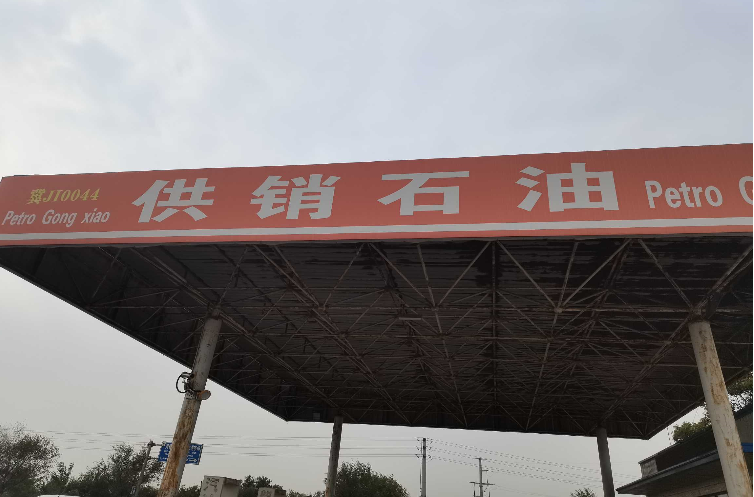 冀JT0044
Petro Gong xiao
供销石油
Petro G